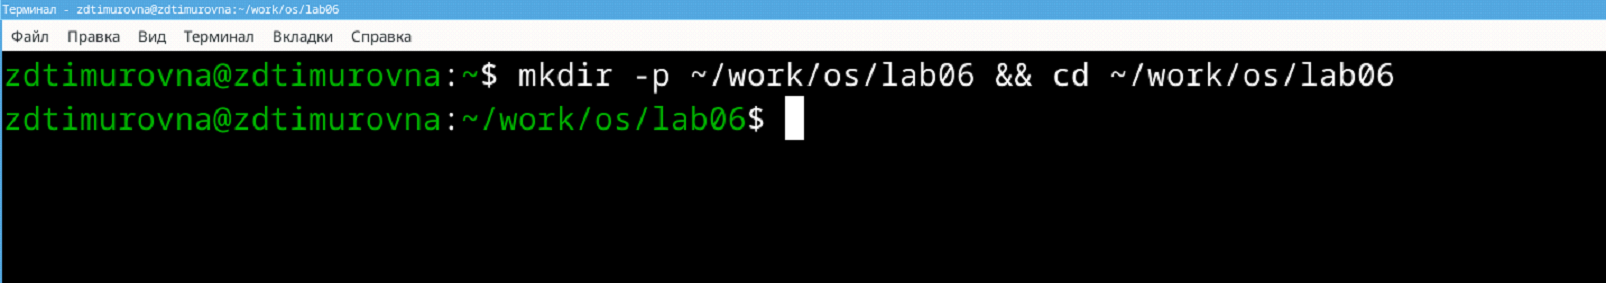 Терминал - zdtimurovna@zdtimurovna:~/work/os/lab06
Файл Правка Вид Терминал Вкладки Справка
zdtimurovna@zdtimurovna:~$ mkdir -p ~/work/os/lab06 && cd ~/work/os/lab06
zdtimurovna@zdtimurovna:~/work/os/lab06$